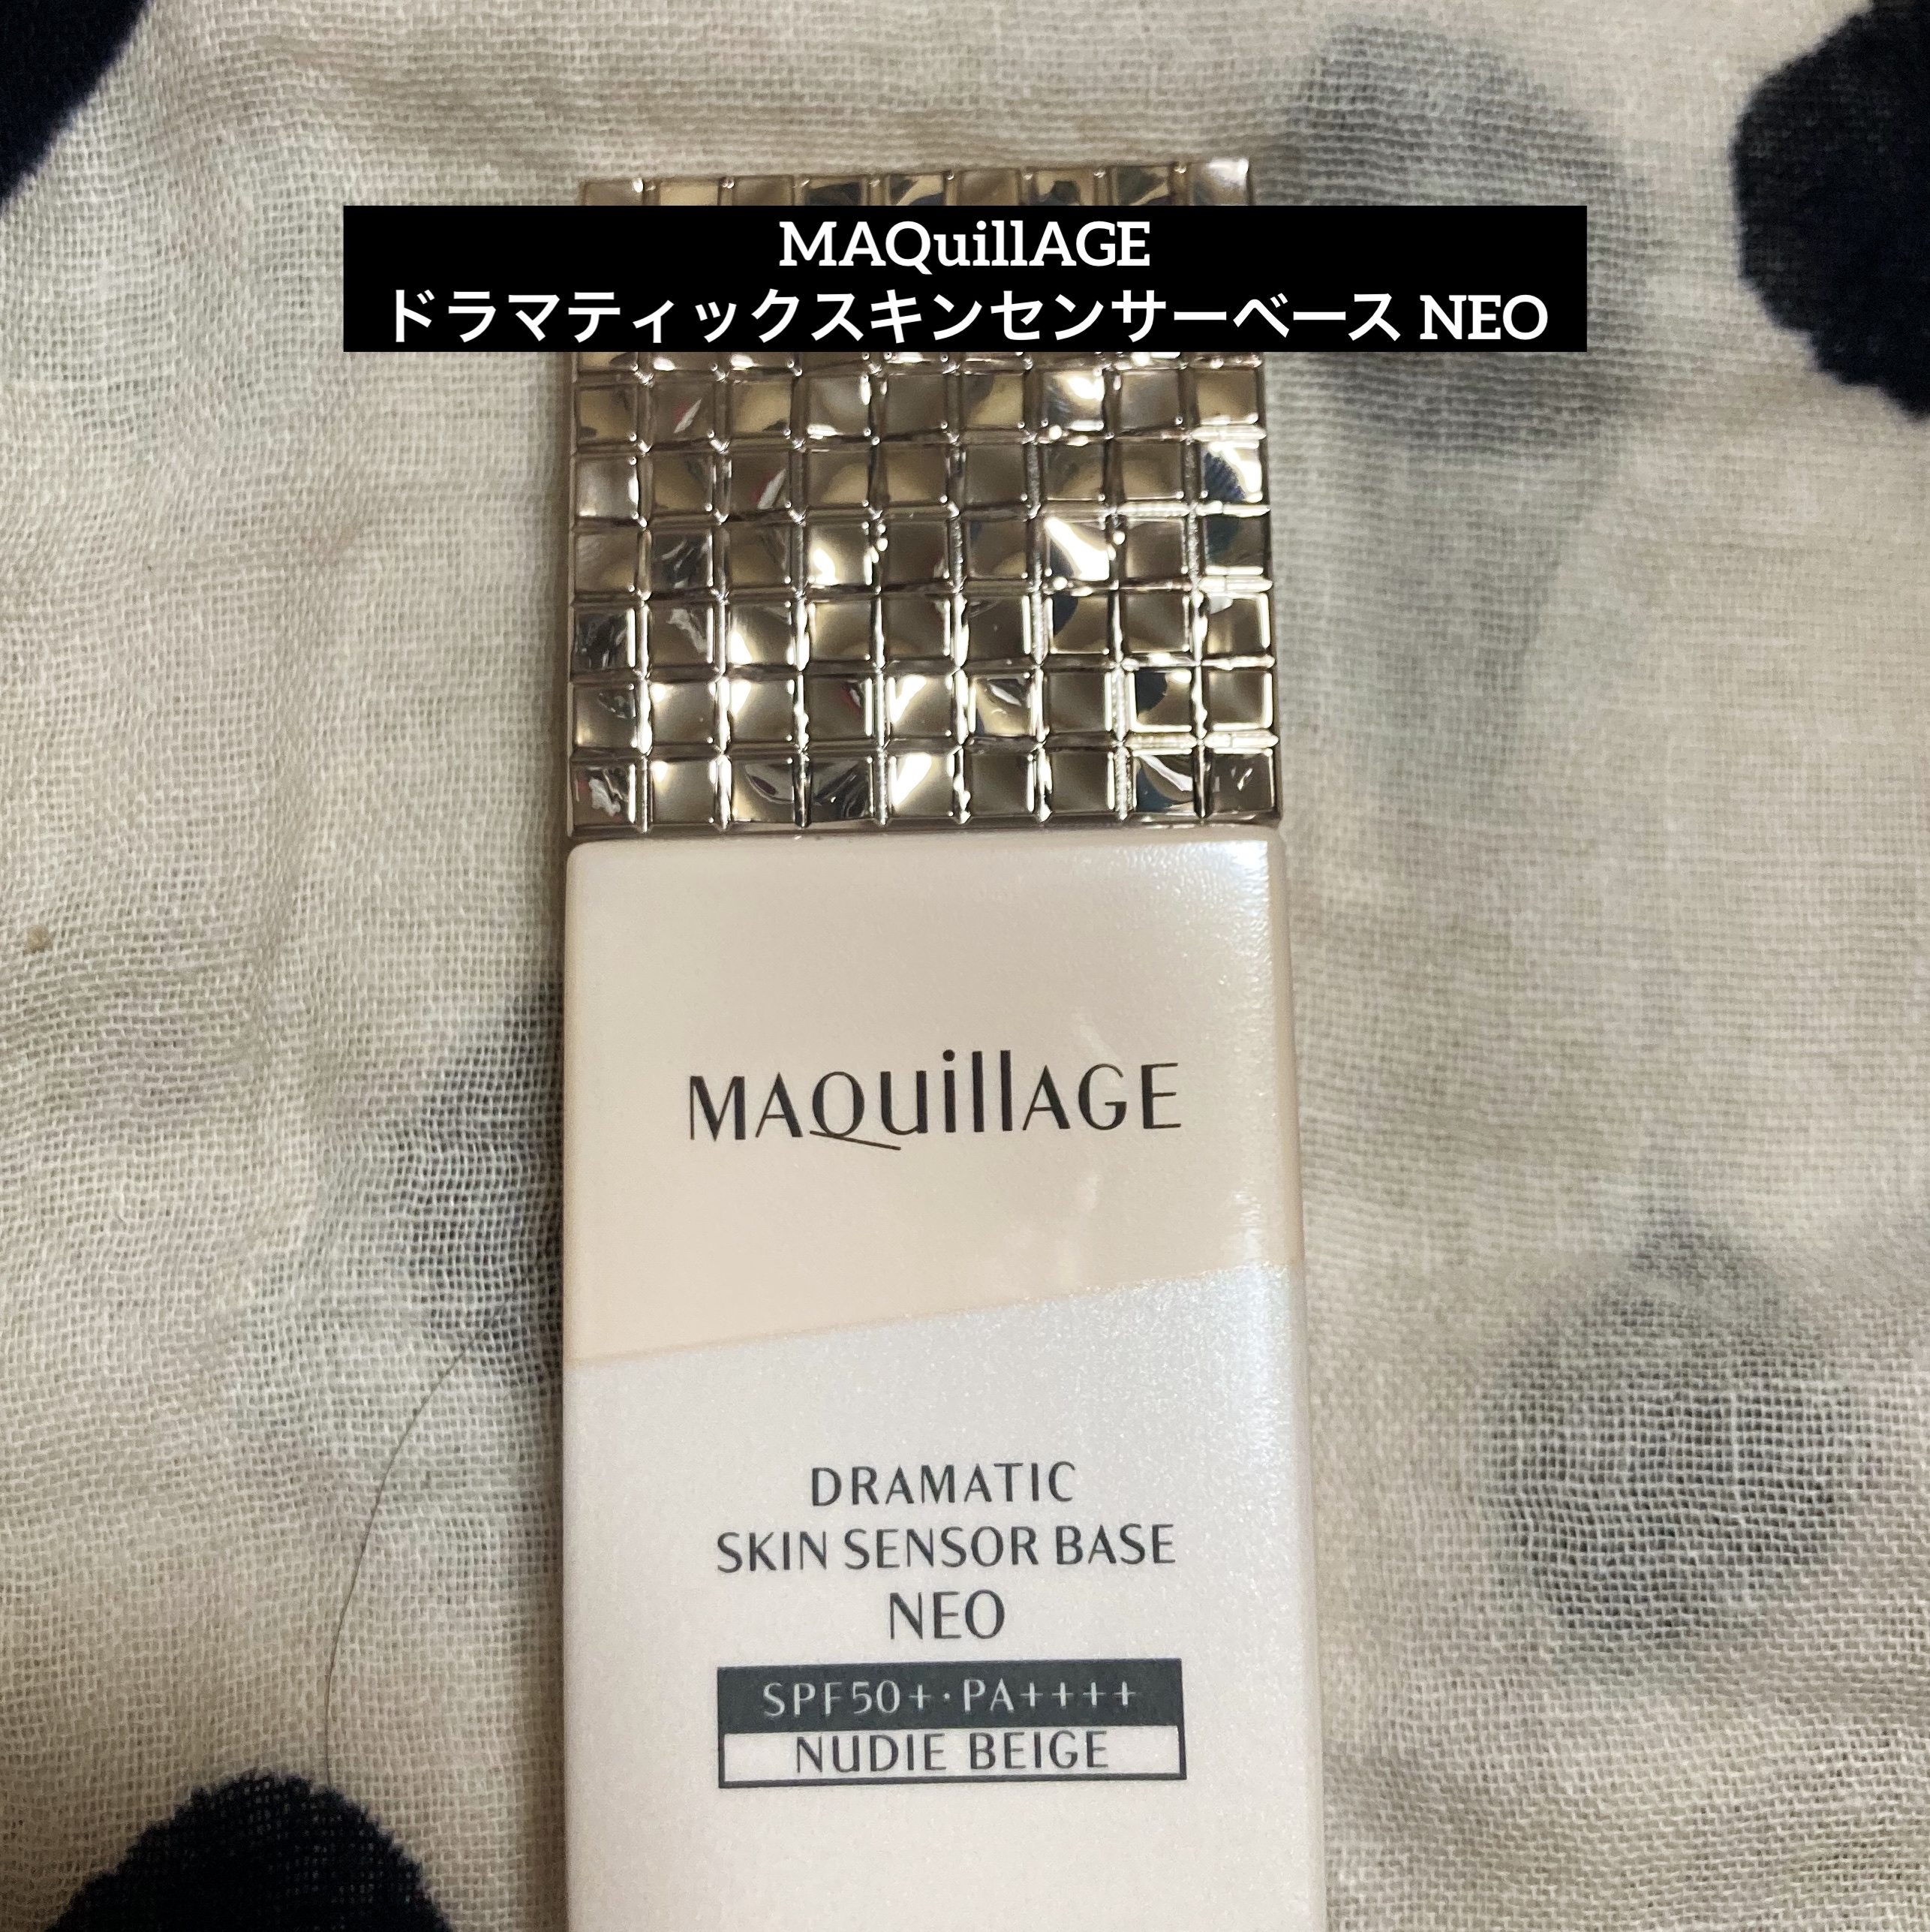 MAQuillAGE
ドラマティックスキンセンサーベース NEO
MAQuillAGE
DRAMATIC
SKIN SENSOR BASE
NEO
SPF50+・PA++++
NUDIE BEIGE